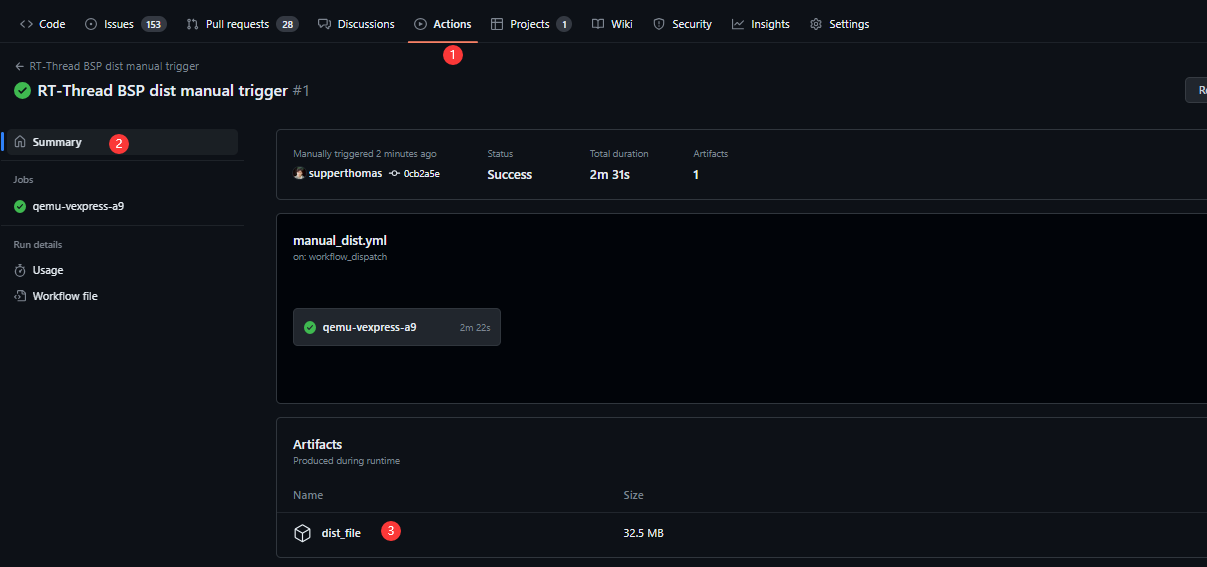 Code Issues 153 Pull requests 28 Discussions Actions Projects 1 Wiki Security Insights Settings
1
RT-Thread BSP dist manual trigger
RT-Thread BSP dist manual trigger #1
Re
Summary 2
Jobs
qemu-vexpress-a9
Run details
Usage
Workflow file
Manually triggered 2 minutes ago Status Total duration Artifacts
supperthomas 0cb2a5e Success 2m 31s 1
manual_dist.yml
on: workflow_dispatch
qemu-vexpress-a9 2m 22s
Artifacts
Produced during runtime
Name Size
dist_file 3 32.5 MB